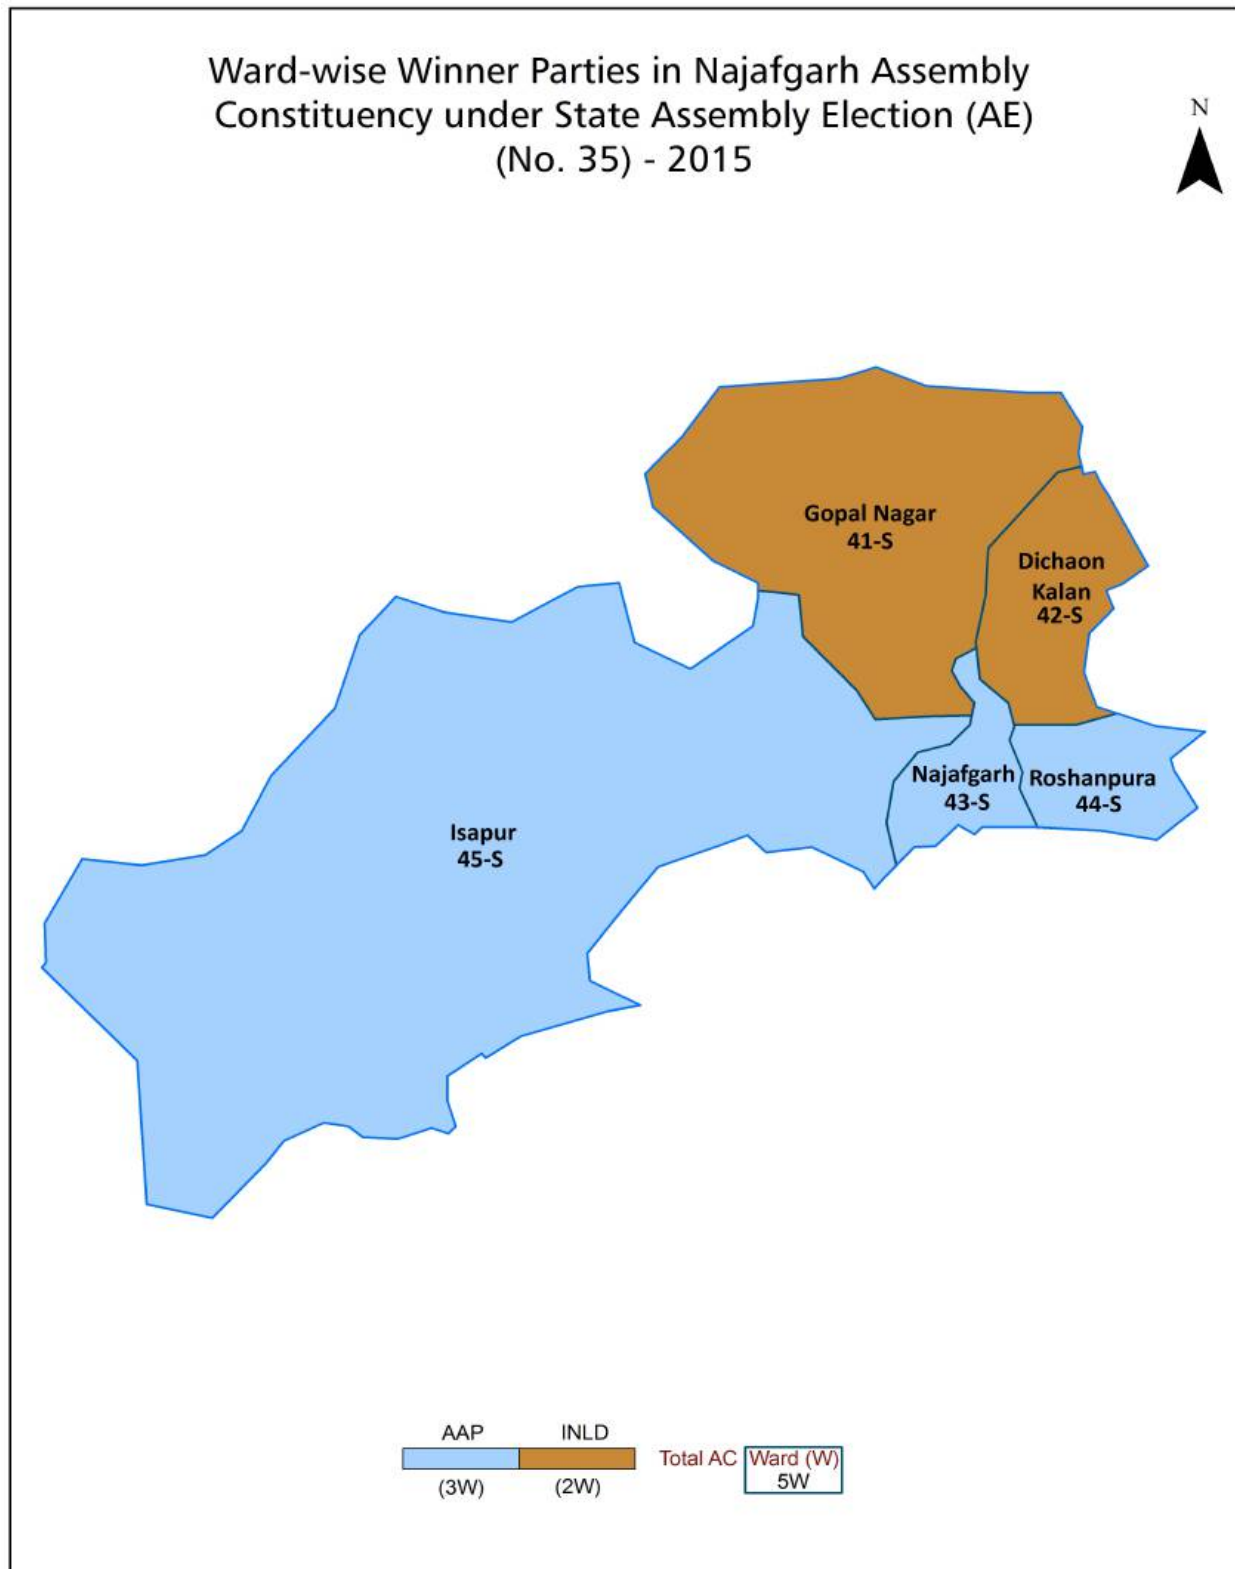 Ward-wise Winner Parties in Najafgarh Assembly
Constituency under State Assembly Election (AE)
(No. 35) - 2015
N
Gopal Nagar
41-S
Dichaon
Kalan
42-S
Najafgarh
43-S
Roshanpura
44-S
Isapur
45-S
AAP INLD
(3W) (2W)
Total AC Ward (W)
5W